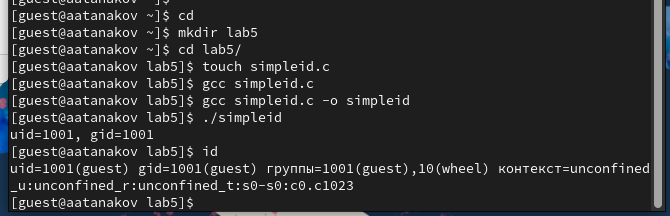 [guest@aatanakov ~]$ cd
[guest@aatanakov ~]$ mkdir lab5
[guest@aatanakov ~]$ cd lab5/
[guest@aatanakov lab5]$ touch simpleid.c
[guest@aatanakov lab5]$ gcc simpleid.c
[guest@aatanakov lab5]$ gcc simpleid.c -o simpleid
[guest@aatanakov lab5]$ ./simpleid
uid=1001, gid=1001
[guest@aatanakov lab5]$ id
uid=1001(guest) gid=1001(guest) группы=1001(guest),10(wheel) контекст=unconfined
_u:unconfined_r:unconfined_t:s0-s0:c0.c1023
[guest@aatanakov lab5]$